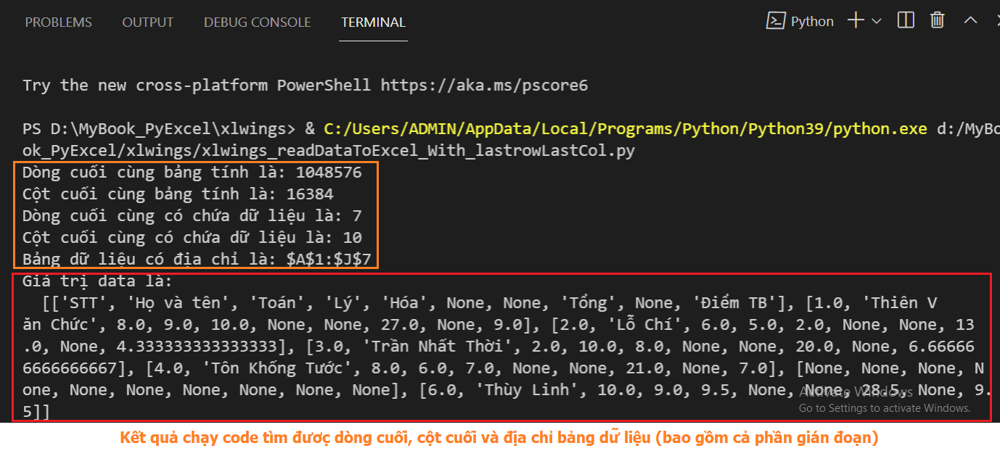 PROBLEMS OUTPUT DEBUG CONSOLE TERMINAL Python
Try the new cross-platform PowerShell https://aka.ms/pscore6
PS D:\MyBook_PyExcel\xlwings> & C:/Users/ADMIN/AppData/Local/Programs/Python/Python39/python.exe d:/MyBo
ok_PyExcel/xlwings/xlwings_readDataToExcel_With_lastrowLastCol.py
Dòng cuối cùng bảng tính là: 1048576
Cột cuối cùng bảng tính là: 16384
Dòng cuối cùng có chứa dữ liệu là: 7
Cột cuối cùng có chứa dữ liệu là: 10
Bảng dữ liệu có địa chỉ là: $A$1:$J$7
Giá trị data là:
[['STT', 'Họ và tên', 'Toán', 'Lý', 'Hóa', None, None, 'Tổng', None, 'Điểm TB'], [1.0, 'Thiên V
ăn Chức', 8.0, 9.0, 10.0, None, None, 27.0, None, 9.0], [2.0, 'Lỗ Chí', 6.0, 5.0, 2.0, None, None, 13
.0, None, 4.333333333333333], [3.0, 'Trần Nhất Thời', 2.0, 10.0, 8.0, None, None, 20.0, None, 6.66666
6666666667], [4.0, 'Tôn Khống Tước', 8.0, 6.0, 7.0, None, None, 21.0, None, 7.0], [None, None, None, N
one, None, None, None, None, None, None], [6.0, 'Thùy Linh', 10.0, 9.0, 9.5, None, None, 28.5, None, 9.
5]]
Activate Windows
Go to Settings to activate Windows.
Kết quả chạy code tìm được dòng cuối, cột cuối và địa chỉ bảng dữ liệu (bao gồm cả phần gián đoạn)